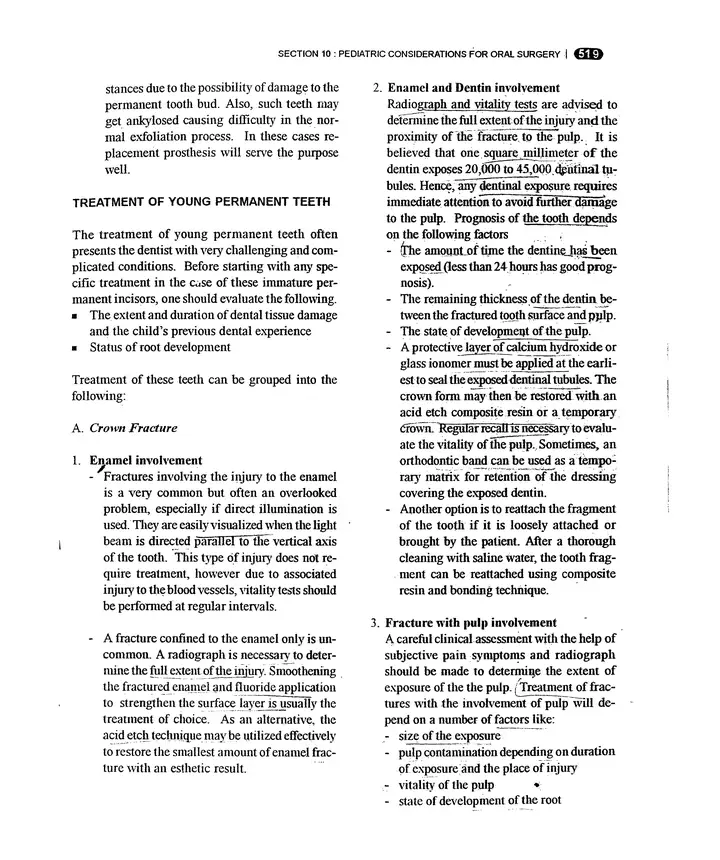 SECTION 10 : PEDIATRIC CONSIDERATIONS FOR ORAL SURGERY | 519
stances due to the possibility of damage to the
permanent tooth bud. Also, such teeth may
get ankylosed causing difficulty in the nor-
mal exfoliation process. In these cases re-
placement prosthesis will serve the purpose
well.
TREATMENT OF YOUNG PERMANENT TEETH
The treatment of young permanent teeth often
presents the dentist with very challenging and com-
plicated conditions. Before starting with any spe-
cific treatment in the case of these immature per-
manent incisors, one should evaluate the following.
▪ The extent and duration of dental tissue damage
and the child's previous dental experience
▪ Status of root development
Treatment of these teeth can be grouped into the
following:
A. Crown Fracture
1. Enamel involvement
- Fractures involving the injury to the enamel
is a very common but often an overlooked
problem, especially if direct illumination is
used. They are easily visualized when the light
beam is directed parallel to the vertical axis
of the tooth. This type of injury does not re-
quire treatment, however due to associated
injury to the blood vessels, vitality tests should
be performed at regular intervals.
- A fracture confined to the enamel only is un-
common. A radiograph is necessary to deter-
mine the full extent of the injury. Smoothening
the fractured enamel and fluoride application
to strengthen the surface layer is usually the
treatment of choice. As an alternative, the
acid etch technique may be utilized effectively
to restore the smallest amount of enamel frac-
ture with an esthetic result.
2. Enamel and Dentin involvement
Radiograph and vitality tests are advised to
determine the full extent of the injury and the
proximity of the fracture to the pulp. It is
believed that one square millimeter of the
dentin exposes 20,000 to 45,000 dentinal tu-
bules. Hence, any dentinal exposure requires
immediate attention to avoid further damage
to the pulp. Prognosis of the tooth depends
on the following factors
- The amount of time the dentine has been
exposed (less than 24 hours has good prog-
nosis).
- The remaining thickness of the dentin be-
tween the fractured tooth surface and pulp.
- The state of development of the pulp.
- A protective layer of calcium hydroxide or
glass ionomer must be applied at the earli-
est to seal the exposed dentinal tubules. The
crown form may then be restored with an
acid etch composite resin or a temporary
crown. Regular recall is necessary to evalu-
ate the vitality of the pulp. Sometimes, an
orthodontic band can be used as a tempo-
rary matrix for retention of the dressing
covering the exposed dentin.
- Another option is to reattach the fragment
of the tooth if it is loosely attached or
brought by the patient. After a thorough
cleaning with saline water, the tooth frag-
ment can be reattached using composite
resin and bonding technique.
3. Fracture with pulp involvement
A careful clinical assessment with the help of
subjective pain symptoms and radiograph
should be made to determine the extent of
exposure of the the pulp. Treatment of frac-
tures with the involvement of pulp will de-
pend on a number of factors like:
- size of the exposure
- pulp contamination depending on duration
of exposure and the place of injury
- vitality of the pulp
- state of development of the root